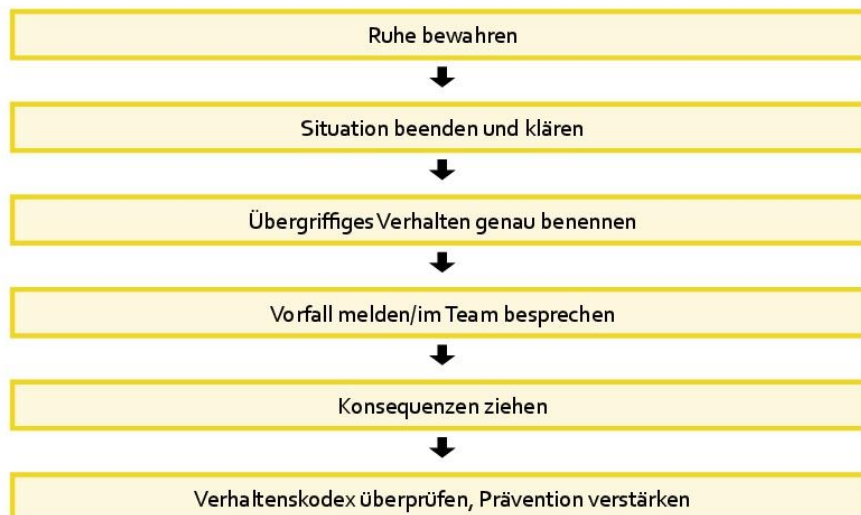 Ruhe bewahren
Situation beenden und klären
Übergriffiges Verhalten genau benennen
Vorfall melden/im Team besprechen
Konsequenzen ziehen
Verhaltenskodex überprüfen, Prävention verstärken